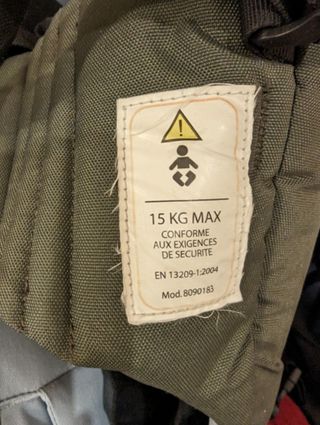 15 KG MAX
CONFORME
AUX EXIGENCES
DE SECURITE
EN 13209-1:2004
Mod. 8090183